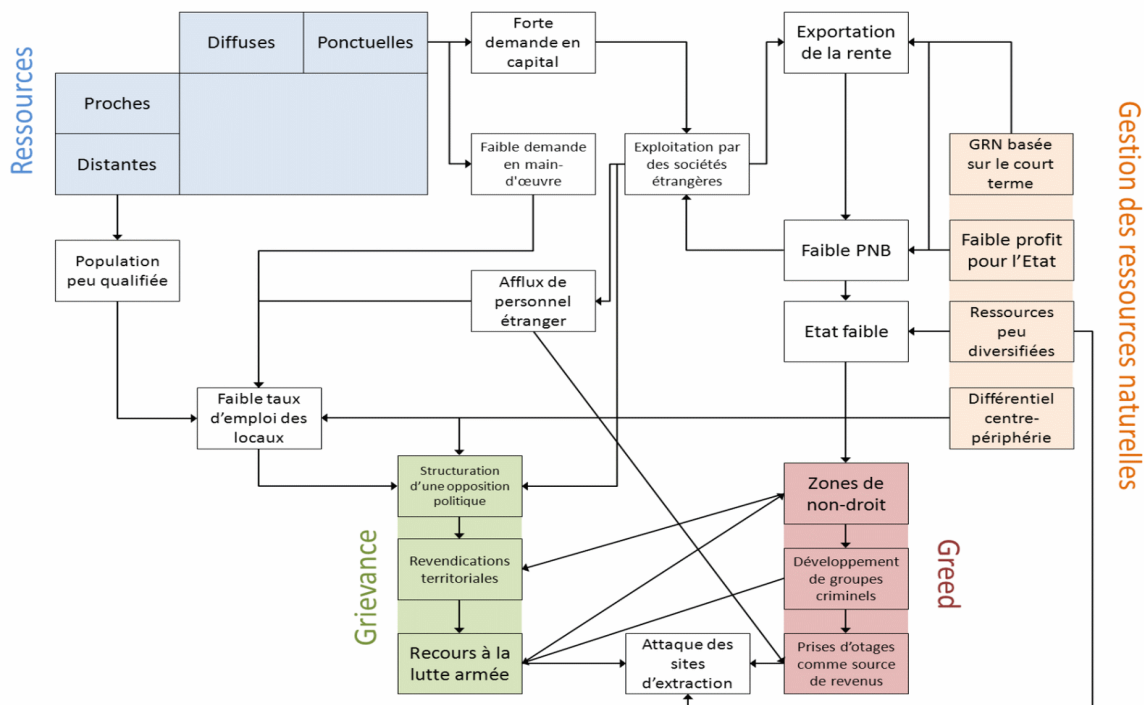 Ressources
Diffuses
Ponctuelles
Proches
Distantes
Forte
demande en
capital
Exportation
de la rente
Faible demande
en main-
d'œuvre
Exploitation par
des sociétés
étrangères
GRN basée
sur le court
terme
Gestion des ressources naturelles
Population
peu qualifiée
Afflux de
personnel
étranger
Faible PNB
Faible profit
pour l'Etat
Etat faible
Ressources
peu
diversifiées
Faible taux
d'emploi des
locaux
Différentiel
centre-
périphérie
Structuration
d'une opposition
politique
Zones de
non-droit
Grievance
Revendications
territoriales
Développement
de groupes
criminels
Greed
Recours à la
lutte armée
Attaque des
sites
d'extraction
Prises d'otages
comme source
de revenus